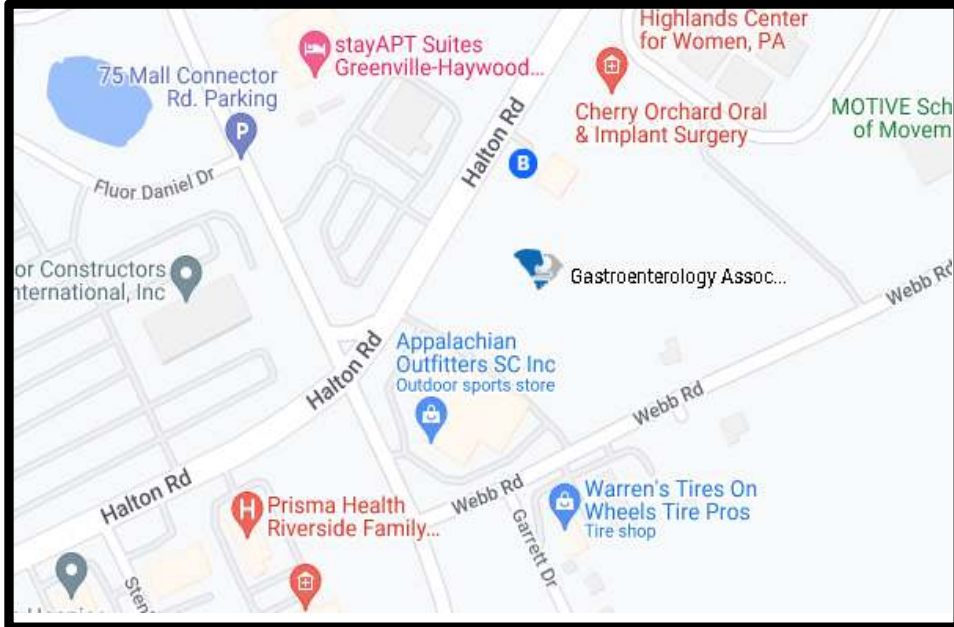 Highlands Center
for Women, PA
stayAPT Suites
Greenville-Haywood...
75 Mall Connector
Rd. Parking
P
Cherry Orchard Oral
& Implant Surgery
MOTIVE Sch
of Movem
Halton Rd
B
Fluor Daniel Dr
or Constructors
nternational, Inc
Gastroenterology Assoc...
Webb Rd
Appalachian
Outfitters SC Inc
Outdoor sports store
Halton Rd
Webb Rd
Halton Rd
Webb Rd
H
Prisma Health
Riverside Family...
Warren's Tires On
Wheels Tire Pros
Tire shop
Garrett Dr
Sten